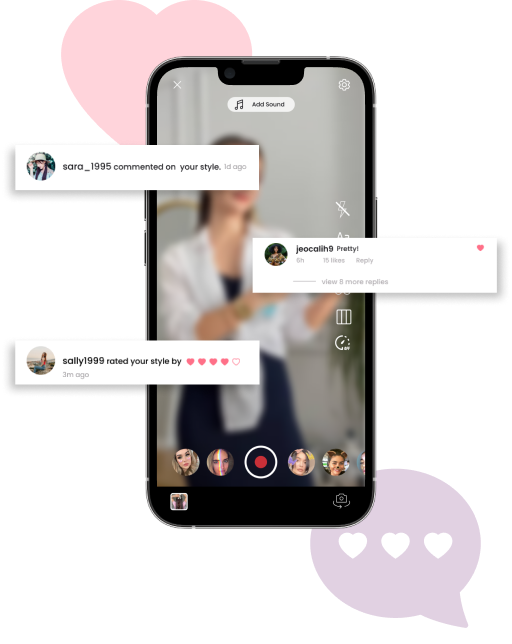 Add Sound
sara_1995 commented on your style. 1d ago
jeocalih9 Pretty!
6h 15 likes Reply
view 8 more replies
sally1999 rated your style by
3m ago